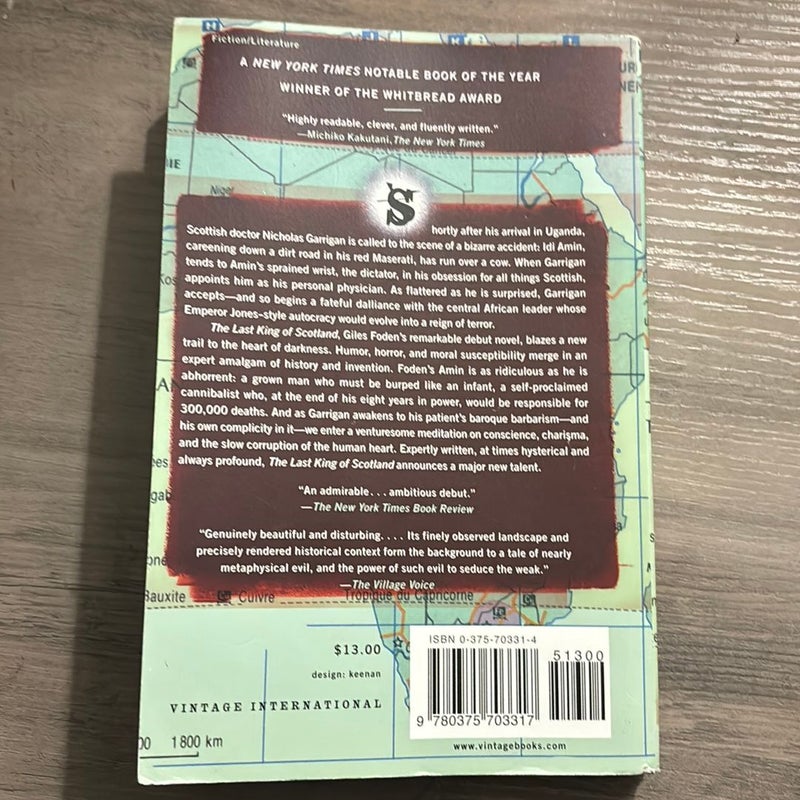 Fiction/Literature
A NEW YORK TIMES NOTABLE BOOK OF THE YEAR
WINNER OF THE WHITBREAD AWARD
"Highly readable, clever, and fluently written."
—Michiko Kakutani, The New York Times
Niger
Shortly after his arrival in Uganda,
Scottish doctor Nicholas Garrigan is called to the scene of a bizarre accident: Idi Amin,
careening down a dirt road in his red Maserati, has run over a cow. When Garrigan
tends to Amin's sprained wrist, the dictator, in his obsession for all things Scottish,
appoints him as his personal physician. As flattered as he is surprised, Garrigan
accepts—and so begins a fateful dalliance with the central African leader whose
Emperor Jones-style autocracy would evolve into a reign of terror.
The Last King of Scotland, Giles Foden's remarkable debut novel, blazes a new
trail to the heart of darkness. Humor, horror, and moral susceptibility merge in an
expert amalgam of history and invention. Foden's Amin is as ridiculous as he is
abhorrent: a grown man who must be burped like an infant, a self-proclaimed
cannibalist who, at the end of his eight years in power, would be responsible for
300,000 deaths. And as Garrigan awakens to his patient's baroque barbarism—and
his own complicity in it—we enter a venturesome meditation on conscience, charisma,
and the slow corruption of the human heart. Expertly written, at times hysterical and
always profound, The Last King of Scotland announces a major new talent.
"An admirable . . . ambitious debut."
—The New York Times Book Review
"Genuinely beautiful and disturbing. . . . Its finely observed landscape and
precisely rendered historical context form the background to a tale of nearly
metaphysical evil, and the power of such evil to seduce the weak."
—The Village Voice
Bauxite Cuivre Tropique du Capricorne
$13.00
design: keenan
VINTAGE INTERNATIONAL
1800 km
ISBN 0-375-70331-4
51300
9 780375 703317
www.vintagebooks.com